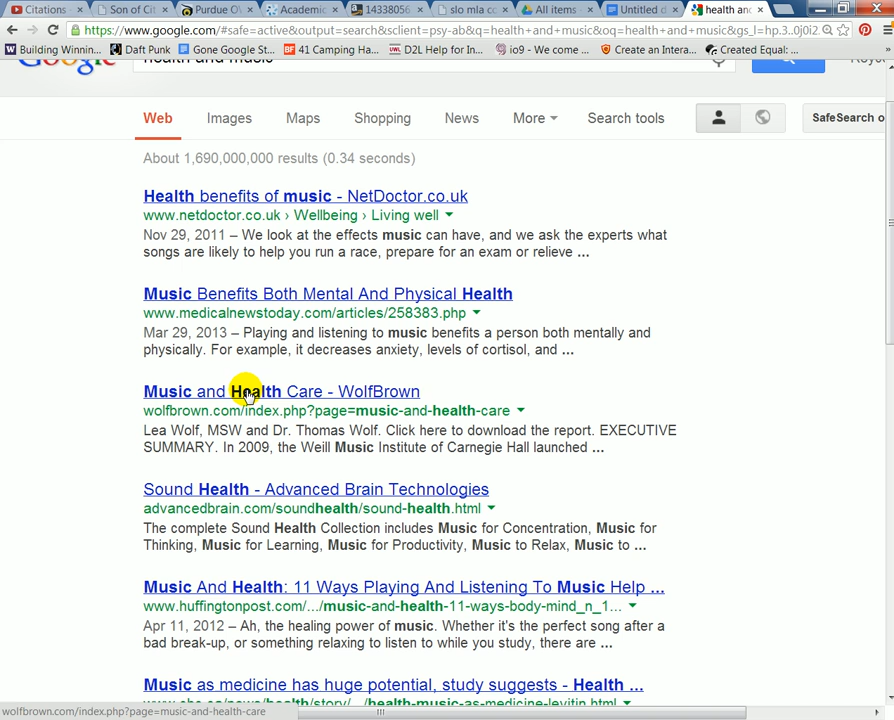 Citations × Son of Cit × Purdue OV × Academic × 14338056 × slo mla c × All items × Untitled d × health and ×
https://www.google.com/#safe=active&output=search&sclient=psy-ab&q=health+and+music&oq=health+and+music&gs_l=hp.3..0j0i2
Building Winnin... Daft Punk Gone Google St... 41 Camping Ha... D2L Help for In... io9 - We come ... Create an Intera... Created Equal: ... »
Google health and music
Web Images Maps Shopping News More Search tools SafeSearch o
About 1,690,000,000 results (0.34 seconds)
Health benefits of music - NetDoctor.co.uk
www.netdoctor.co.uk › Wellbeing › Living well
Nov 29, 2011 – We look at the effects music can have, and we ask the experts what
songs are likely to help you run a race, prepare for an exam or relieve ...
Music Benefits Both Mental And Physical Health
www.medicalnewstoday.com/articles/258383.php
Mar 29, 2013 – Playing and listening to music benefits a person both mentally and
physically. For example, it decreases anxiety, levels of cortisol, and ...
Music and Health Care - WolfBrown
wolfbrown.com/index.php?page=music-and-health-care
Lea Wolf, MSW and Dr. Thomas Wolf. Click here to download the report. EXECUTIVE
SUMMARY. In 2009, the Weill Music Institute of Carnegie Hall launched ...
Sound Health - Advanced Brain Technologies
advancedbrain.com/soundhealth/sound-health.html
The complete Sound Health Collection includes Music for Concentration, Music for
Thinking, Music for Learning, Music for Productivity, Music to Relax, Music to ...
Music And Health: 11 Ways Playing And Listening To Music Help ...
www.huffingtonpost.com/.../music-and-health-11-ways-body-mind_n_1...
Apr 11, 2012 – Ah, the healing power of music. Whether it's the perfect song after a
bad break-up, or something relaxing to listen to while you study, there are ...
Music as medicine has huge potential, study suggests - Health ...
www.cbc.ca/news/health/story/.../health-music-as-medicine-levitin.html
wolfbrown.com/index.php?page=music-and-health-care